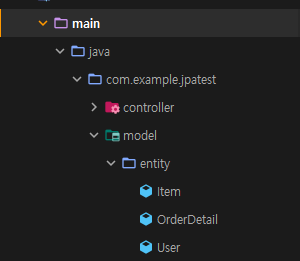 main
java
com.example.jpatest
controller
model
entity
Item
OrderDetail
User